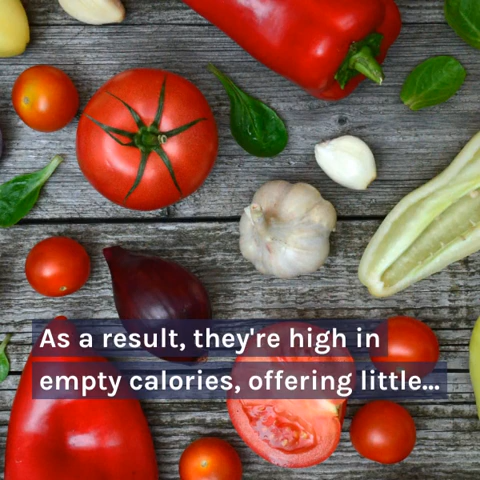 As a result, they're high in
empty calories, offering little...